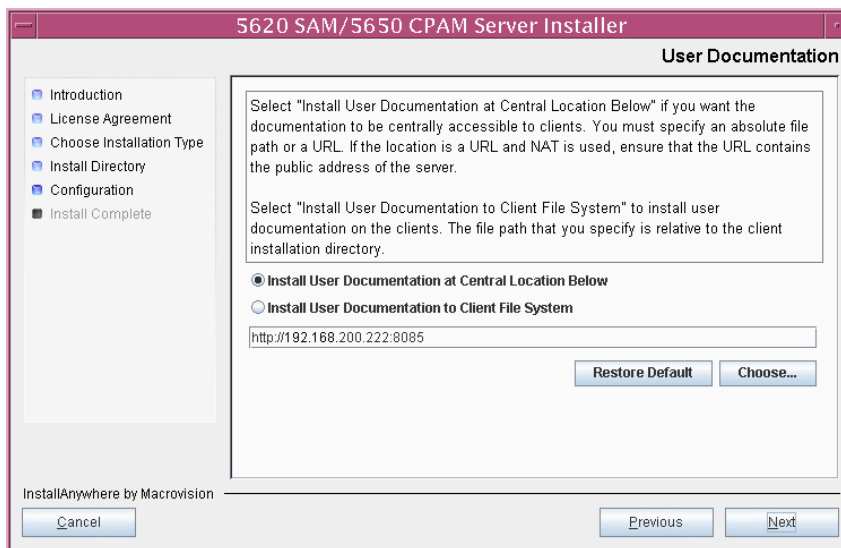 5620 SAM/5650 CPAM Server Installer
User Documentation
Introduction
License Agreement
Choose Installation Type
Install Directory
Configuration
Install Complete
Select "Install User Documentation at Central Location Below" if you want the
documentation to be centrally accessible to clients. You must specify an absolute file
path or a URL. If the location is a URL and NAT is used, ensure that the URL contains
the public address of the server.
Select "Install User Documentation to Client File System" to install user
documentation on the clients. The file path that you specify is relative to the client
installation directory.
Install User Documentation at Central Location Below
Install User Documentation to Client File System
http://192.168.200.222:8085
Restore Default
Choose...
InstallAnywhere by Macrovision
Cancel
Previous
Next